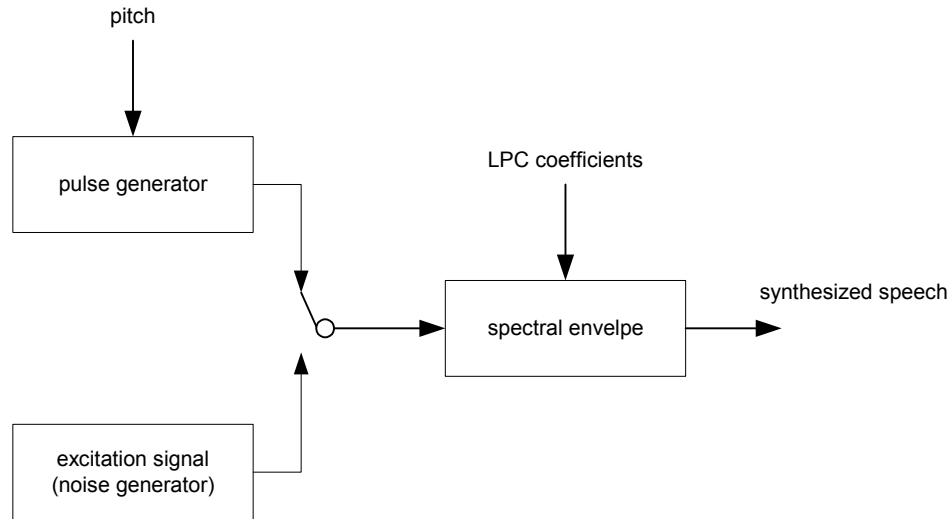 pitch
pulse generator
LPC coefficients
synthesized speech
spectral envelpe
excitation signal
(noise generator)